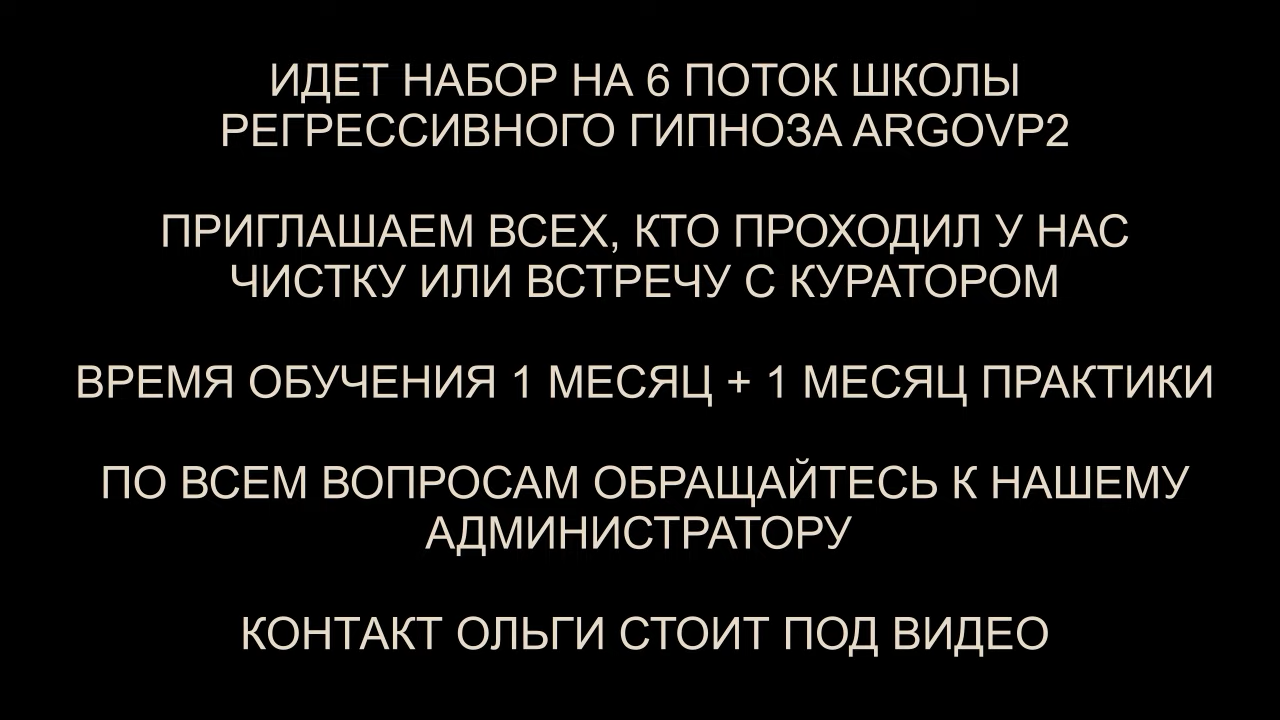 ИДЕТ НАБОР НА 6 ПОТОК ШКОЛЫ
РЕГРЕССИВНОГО ГИПНОЗА ARGOVP2
ПРИГЛАШАЕМ ВСЕХ, КТО ПРОХОДИЛ У НАС
ЧИСТКУ ИЛИ ВСТРЕЧУ С КУРАТОРОМ
ВРЕМЯ ОБУЧЕНИЯ 1 МЕСЯЦ + 1 МЕСЯЦ ПРАКТИКИ
ПО ВСЕМ ВОПРОСАМ ОБРАЩАЙТЕСЬ К НАШЕМУ
АДМИНИСТРАТОРУ
КОНТАКТ ОЛЬГИ СТОИТ ПОД ВИДЕО